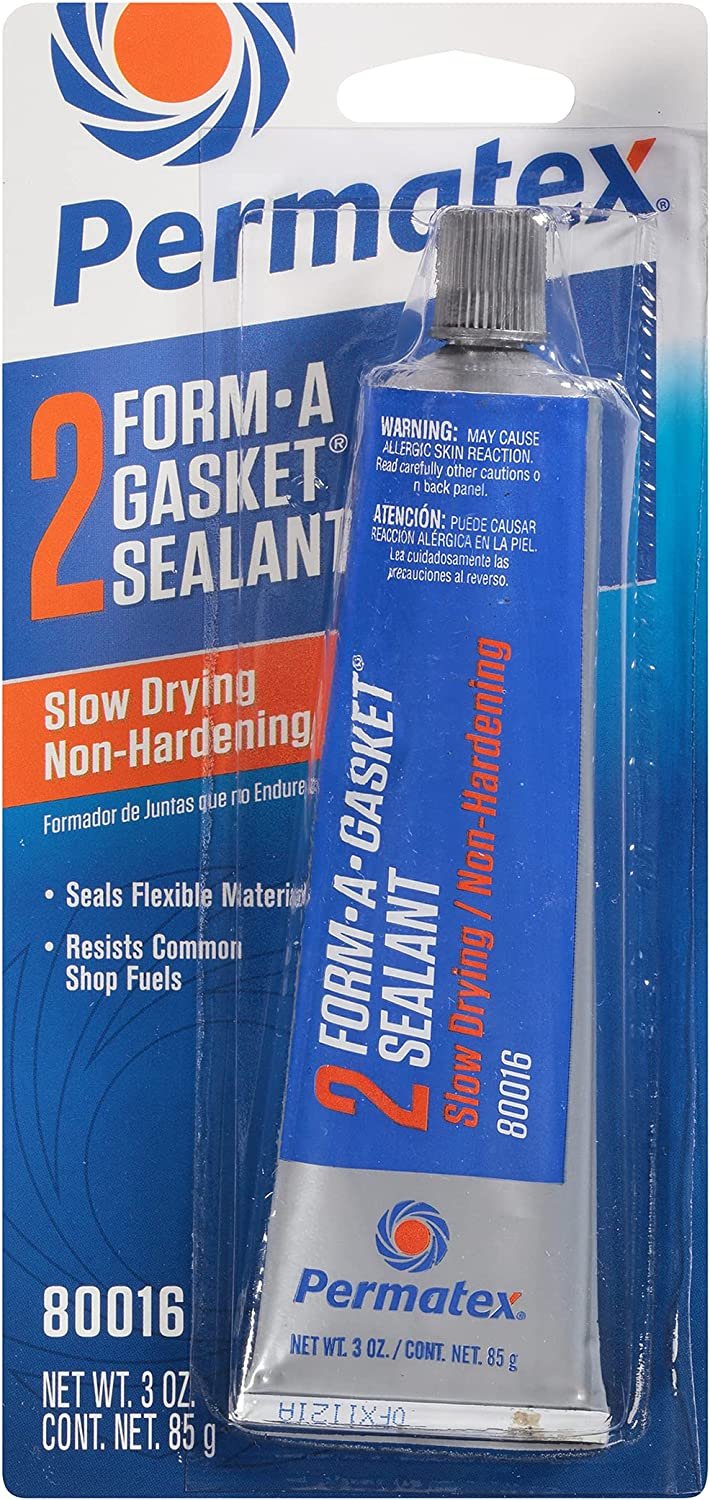 Permatex®
2 FORM•A
GASKET®
SEALANT
Slow Drying
Non-Hardening
Formador de Juntas que no Endure
• Seals Flexible Material
• Resists Common
Shop Fuels
80016
NET WT. 3 OZ.
CONT. NET. 85 g
WARNING: MAY CAUSE
ALLERGIC SKIN REACTION.
Read carefully other cautions o
n back panel.
ATENCIÓN: PUEDE CAUSAR
REACCIÓN ALÉRGICA EN LA PIEL.
Lea cuidadosamente las
precauciones al reverso.
2 FORM•A•GASKET®
SEALANT
Slow Drying / Non-Hardening
80016
Permatex®
NET WT. 3 OZ./CONT. NET. 85 g